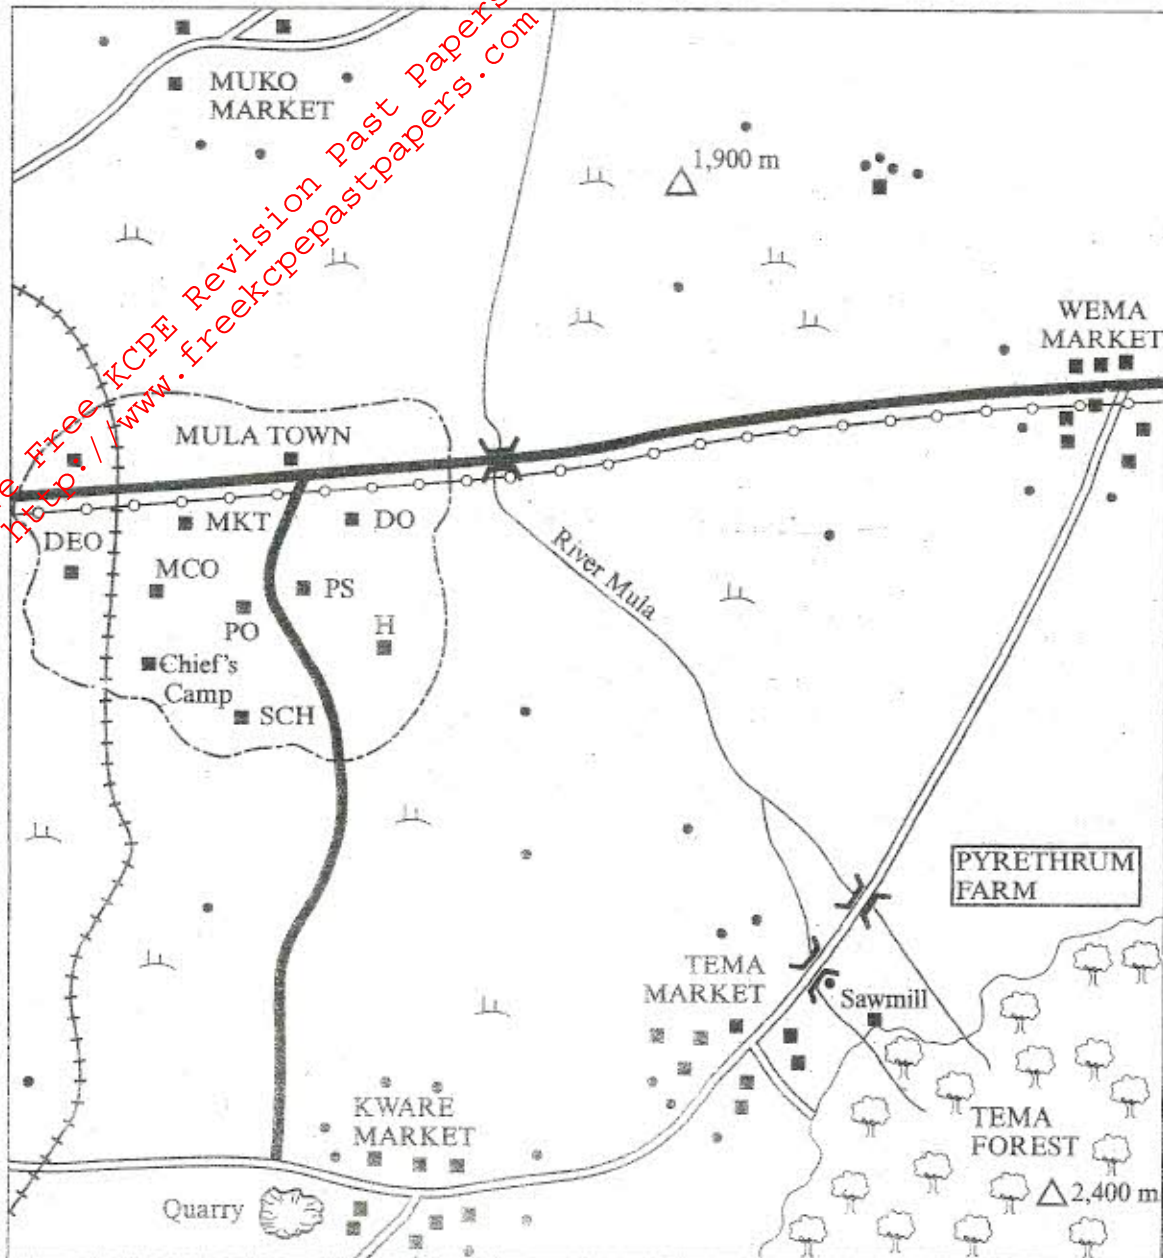 Free KCPE Revision Past Papers
http://www.freekcpepastpapers.com
MUKO
MARKET
1,900 m
WEMA
MARKET
MULA TOWN
MKT
DO
DEO
MCO
PS
PO
H
Chief's
Camp
SCH
River Mula
PYRETHRUM
FARM
TEMA
MARKET
Sawmill
KWARE
MARKET
TEMA
FOREST
2,400 m
Quarry